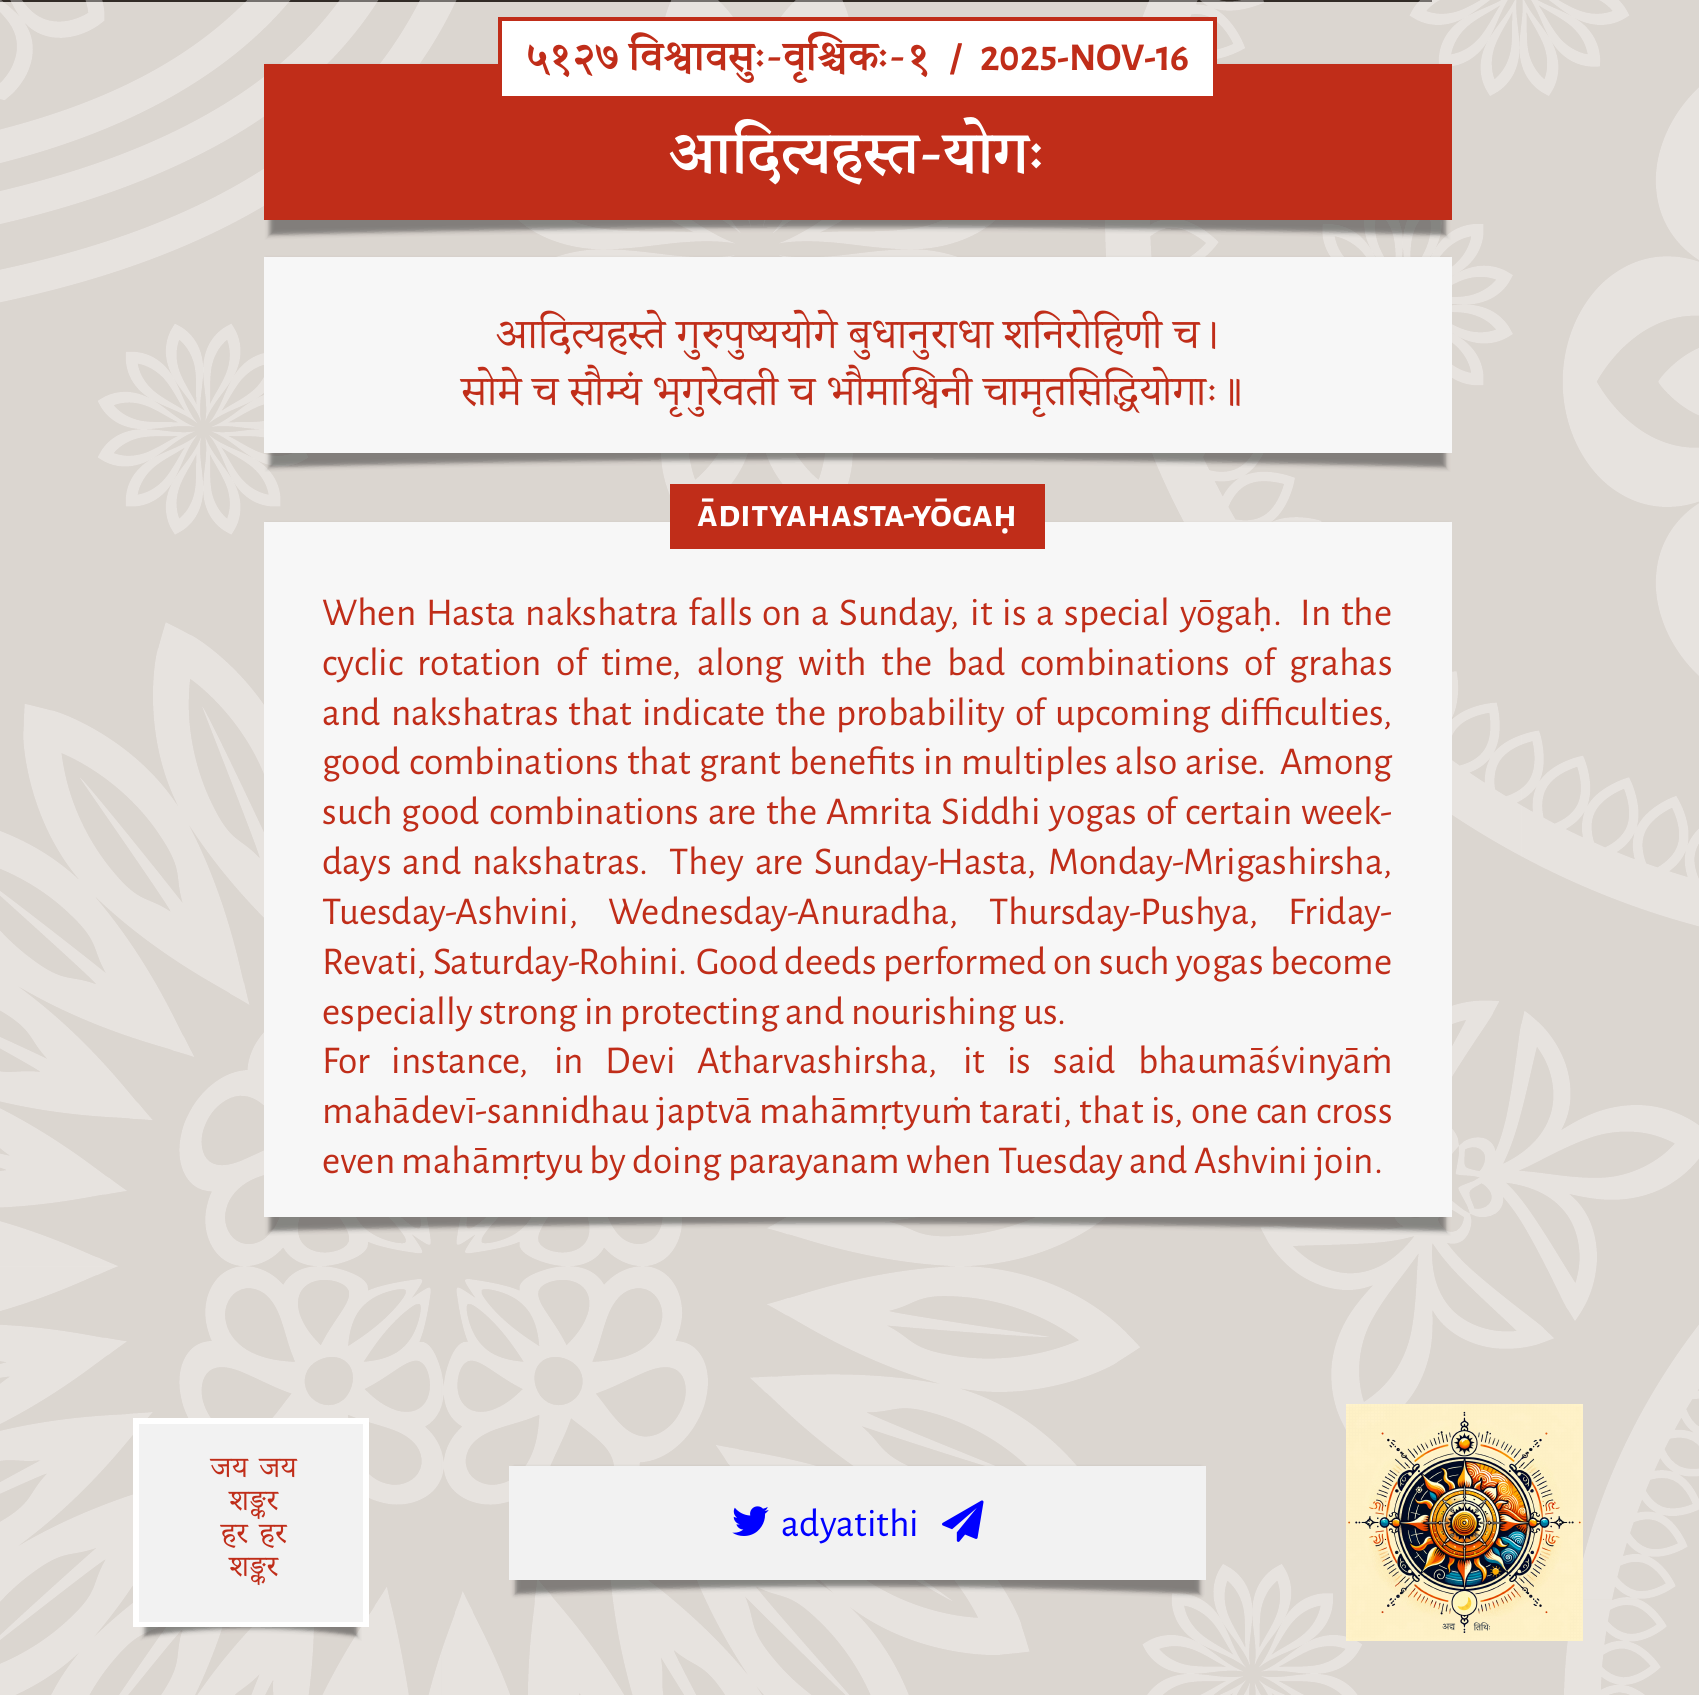 ५१२७ विश्वावसुः-वृश्चिकः-१ / 2025-NOV-16
आदित्यहस्त-योगः
आदित्यहस्ते गुरुपुष्ययोगे बुधानुराधा शनिरोहिणी च।
सोमे च सौम्यं भृगुरेवती च भौमाश्विनी चामृतसिद्धियोगाः॥
ĀDITYAHASTA-YŌGAḤ
When Hasta nakshatra falls on a Sunday, it is a special yōgaḥ. In the
cyclic rotation of time, along with the bad combinations of grahas
and nakshatras that indicate the probability of upcoming difficulties,
good combinations that grant benefits in multiples also arise. Among
such good combinations are the Amrita Siddhi yogas of certain week-
days and nakshatras. They are Sunday-Hasta, Monday-Mrigashirsha,
Tuesday-Ashvini, Wednesday-Anuradha, Thursday-Pushya, Friday-
Revati, Saturday-Rohini. Good deeds performed on such yogas become
especially strong in protecting and nourishing us.
For instance, in Devi Atharvashirsha, it is said bhaumāśvinyāṁ
mahādevī-sannidhau japtvā mahāmṛtyuṁ tarati, that is, one can cross
even mahāmṛtyu by doing parayanam when Tuesday and Ashvini join.
जय जय
शङ्कर
हर हर
शङ्कर
adyatithi
अद्य तिथिः